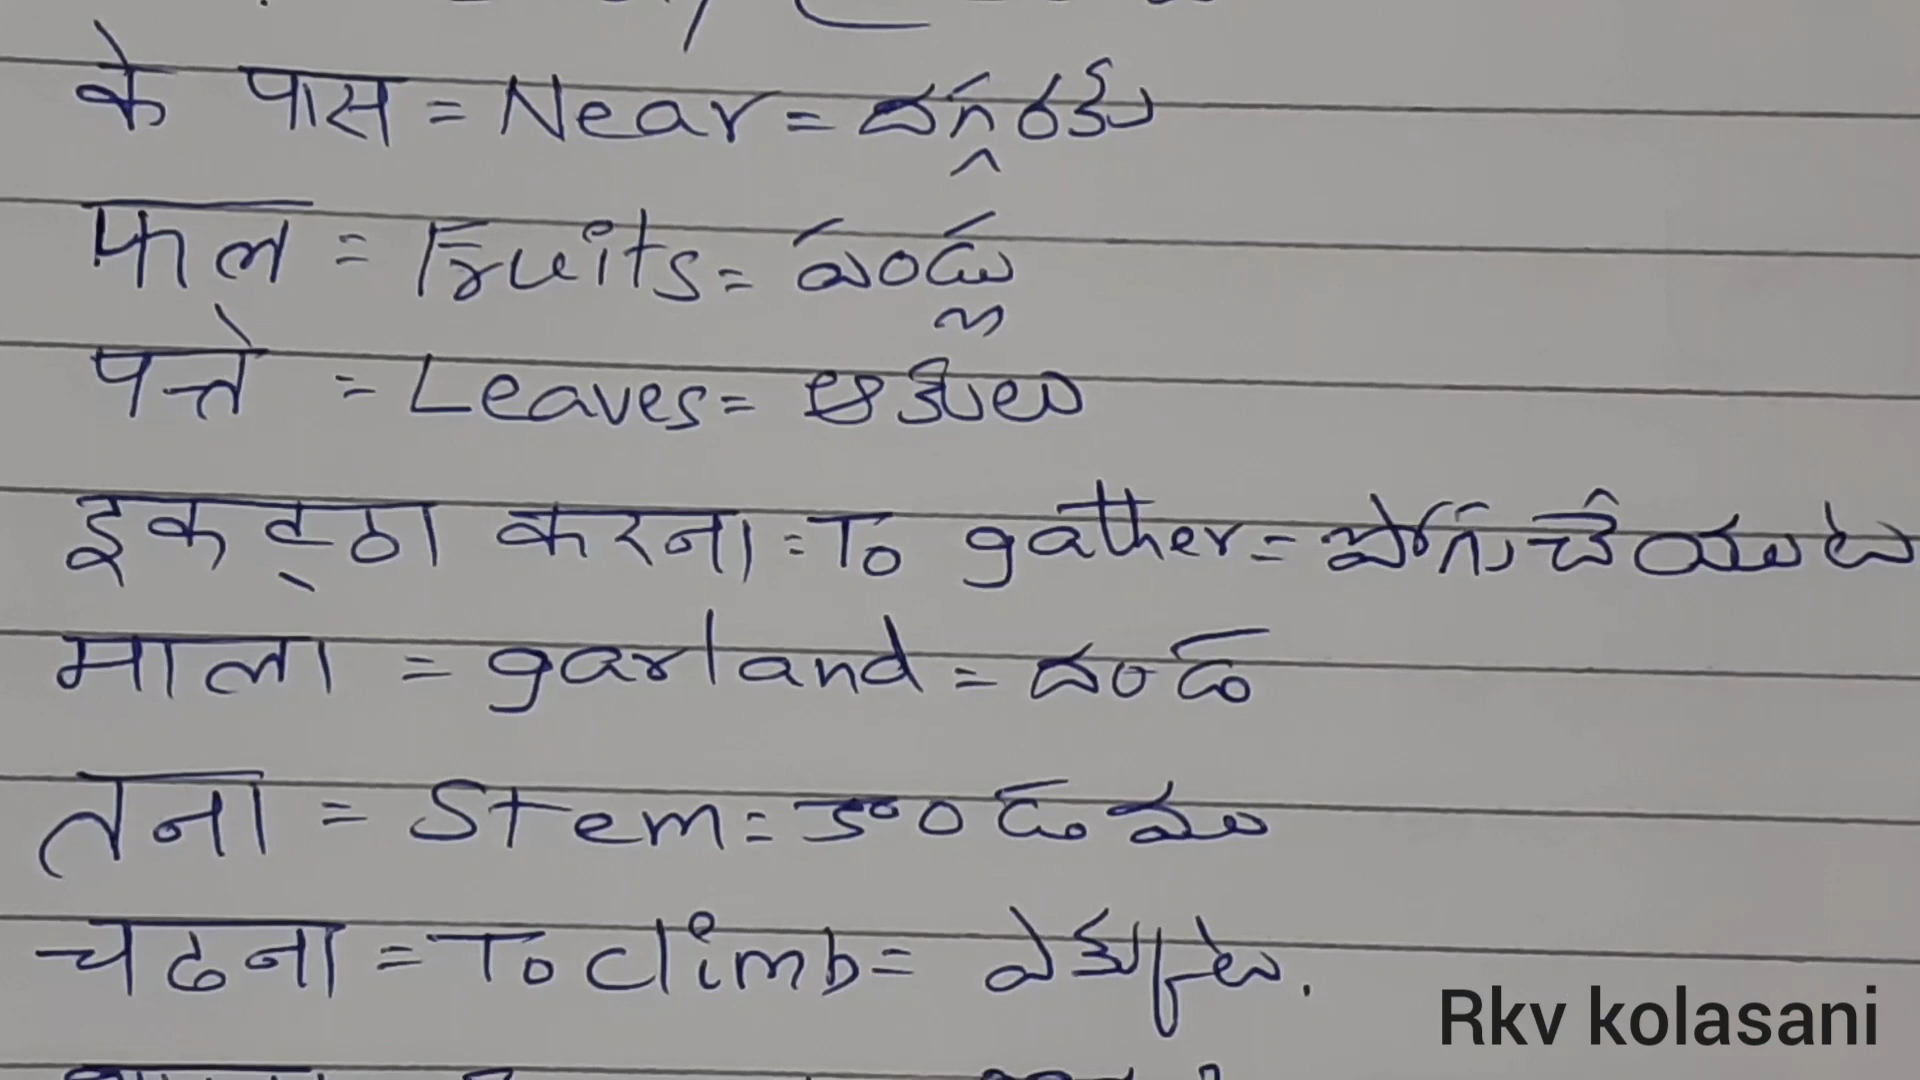 के पास = Near = దగ్గరకు
फल = Fruits = పండ్లు
पत्ते = Leaves = ఆకులు
इकट्ठा करना = To gather = పోగుచేయుట
माला = garland = దండ
तना = Stem = కాండము
चढना = To climb = ఎక్కుట.
Rkv kolasani